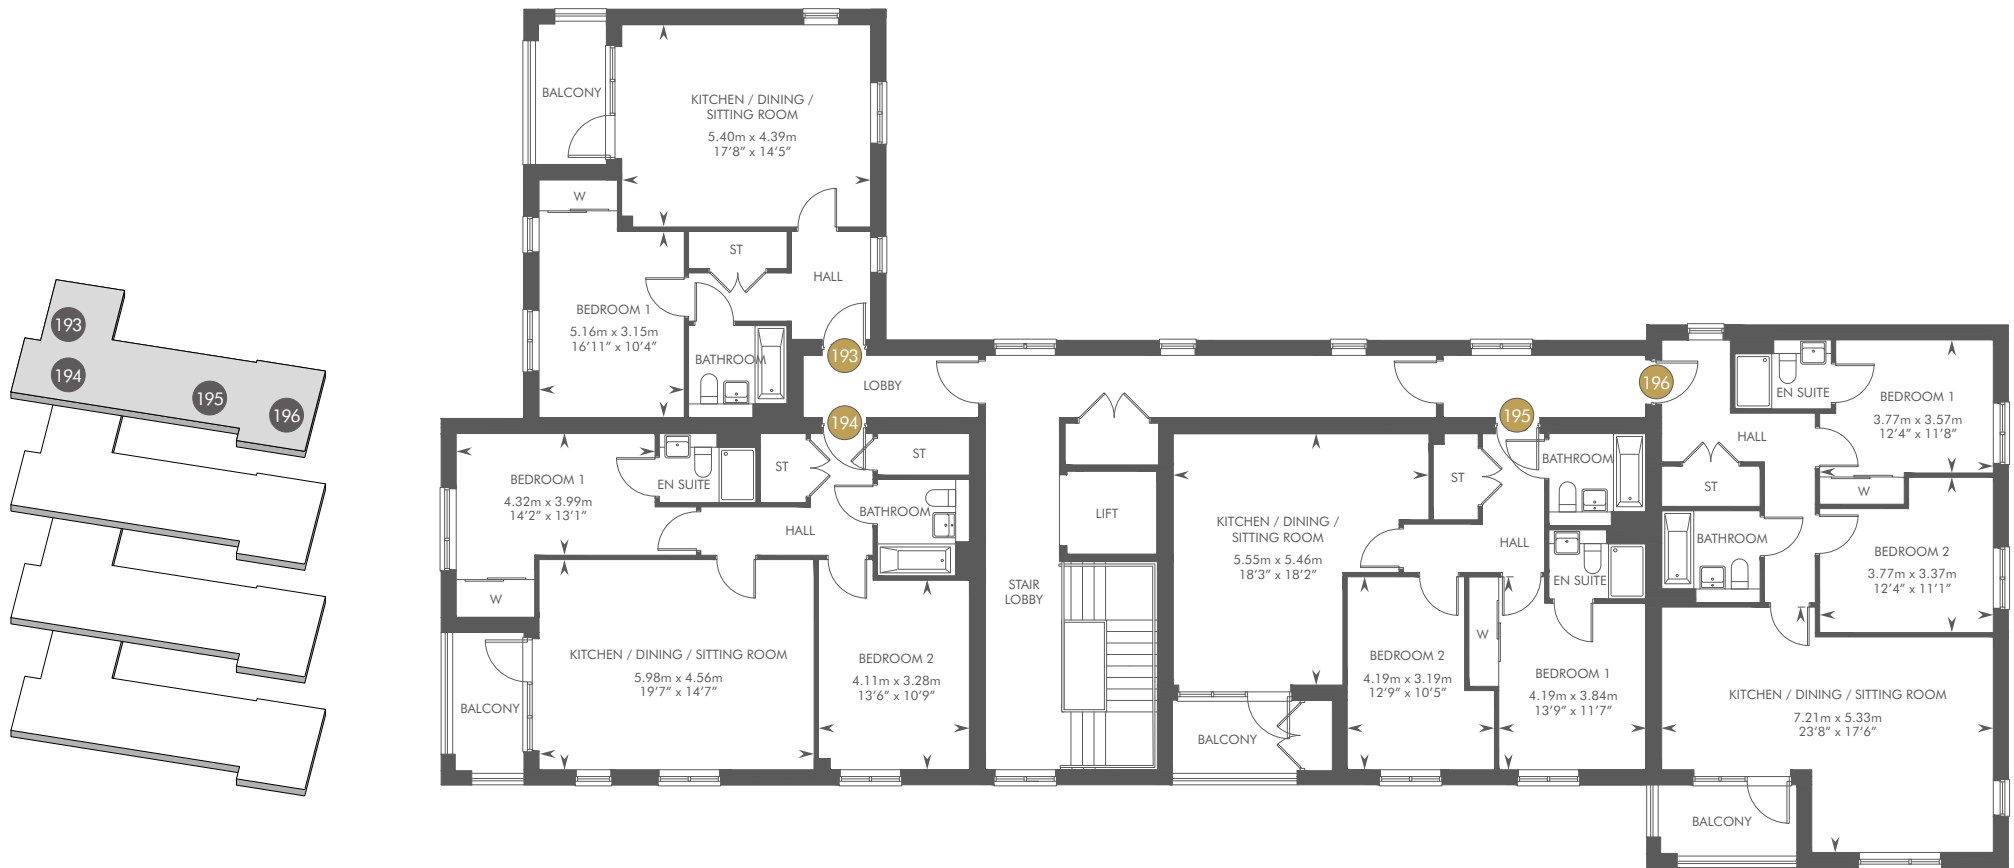 193
194
195
196
BALCONY
KITCHEN / DINING /
SITTING ROOM
5.40m x 4.39m
17'8" x 14'5"
W
ST
HALL
BEDROOM 1
5.16m x 3.15m
16'11" x 10'4"
BATHROOM
193
LOBBY
194
BEDROOM 1
4.32m x 3.99m
14'2" x 13'1"
EN SUITE
ST
ST
BATHROOM
HALL
W
BALCONY
KITCHEN / DINING / SITTING ROOM
5.98m x 4.56m
19'7" x 14'7"
BEDROOM 2
4.11m x 3.28m
13'6" x 10'9"
LIFT
STAIR
LOBBY
195
KITCHEN / DINING /
SITTING ROOM
5.55m x 5.46m
18'3" x 18'2"
ST
BATHROOM
HALL
EN SUITE
W
BEDROOM 2
4.19m x 3.19m
12'9" x 10'5"
BEDROOM 1
4.19m x 3.84m
13'9" x 11'7"
BALCONY
196
EN SUITE
BEDROOM 1
3.77m x 3.57m
12'4" x 11'8"
HALL
ST
W
BATHROOM
BEDROOM 2
3.77m x 3.37m
12'4" x 11'1"
KITCHEN / DINING / SITTING ROOM
7.21m x 5.33m
23'8" x 17'6"
BALCONY